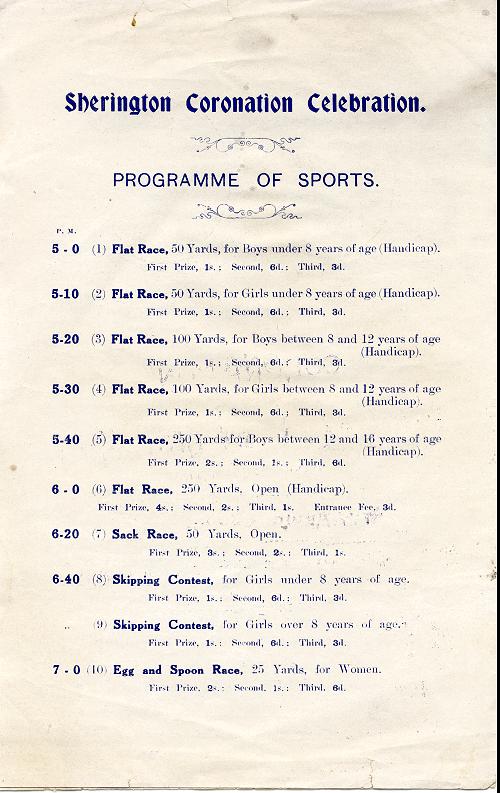 Sherington Coronation Celebration.
PROGRAMME OF SPORTS.
P. M.
5 - 0 (1) Flat Race, 50 Yards, for Boys under 8 years of age (Handicap).
First Prize, 1s.; Second, 6d.; Third, 3d.
5-10 (2) Flat Race, 50 Yards, for Girls under 8 years of age (Handicap).
First Prize, 1s.; Second, 6d.; Third, 3d.
5-20 (3) Flat Race, 100 Yards, for Boys between 8 and 12 years of age
(Handicap).
First Prize, 1s.; Second, 6d.; Third, 3d.
5-30 (4) Flat Race, 100 Yards, for Girls between 8 and 12 years of age
(Handicap).
First Prize, 1s.; Second, 6d.; Third, 3d.
5-40 (5) Flat Race, 250 Yards for Boys between 12 and 16 years of age
(Handicap).
First Prize, 2s.; Second, 1s.; Third, 6d.
6 - 0 (6) Flat Race, 250 Yards, Open (Handicap).
First Prize, 4s.; Second, 2s.; Third, 1s. Entrance Fee, 3d.
6-20 (7) Sack Race, 50 Yards, Open.
First Prize, 3s.; Second, 2s.; Third, 1s.
6-40 (8) Skipping Contest, for Girls under 8 years of age.
First Prize, 1s.; Second, 6d.; Third, 3d.
.. (9) Skipping Contest, for Girls over 8 years of age.
First Prize, 1s.; Second, 6d.; Third, 3d.
7 - 0 (10) Egg and Spoon Race, 25 Yards, for Women.
First Prize, 2s.; Second, 1s.; Third, 6d.